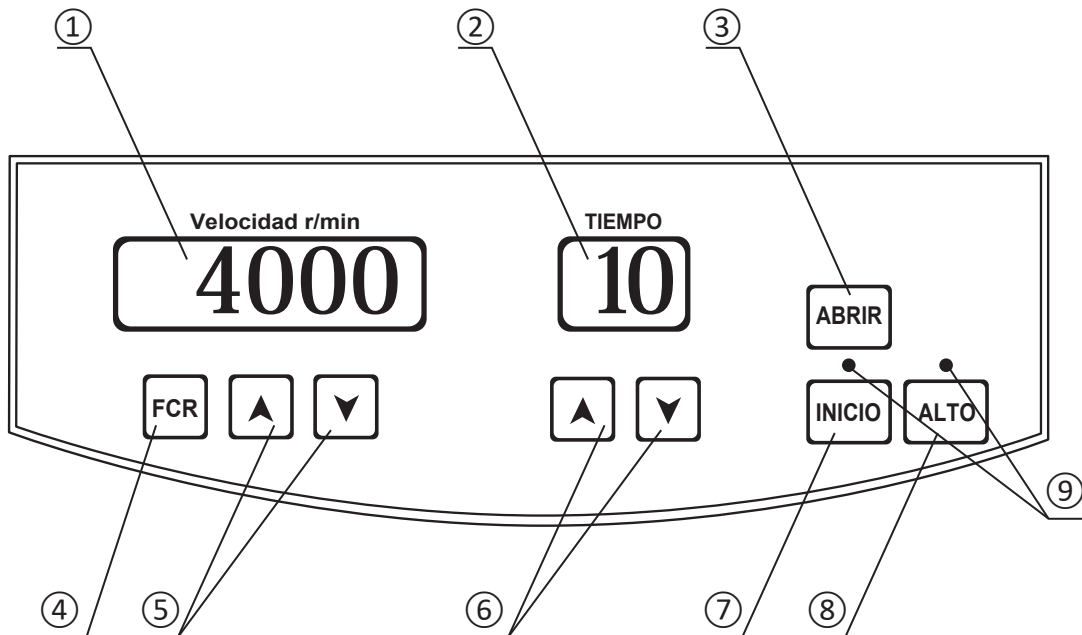 ① ② ③
Velocidad r/min TIEMPO
4000 10
ABRIR
FCR INICIO ALTO
⑨
④ ⑤ ⑥ ⑦ ⑧